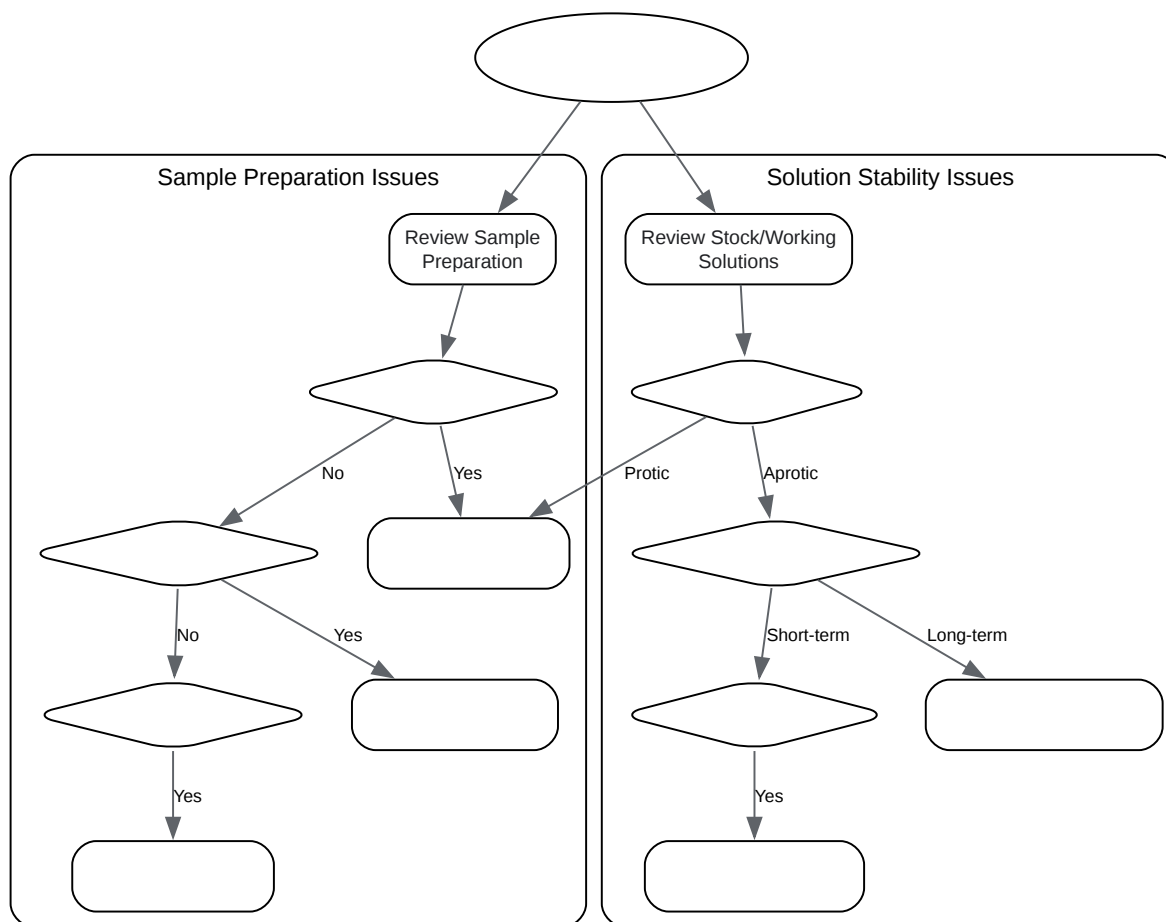 Sample Preparation Issues
Solution Stability Issues
Review Sample
Preparation
Review Stock/Working
Solutions
No
Yes
Protic
Aprotic
No
Yes
Short-term
Long-term
Yes
Yes